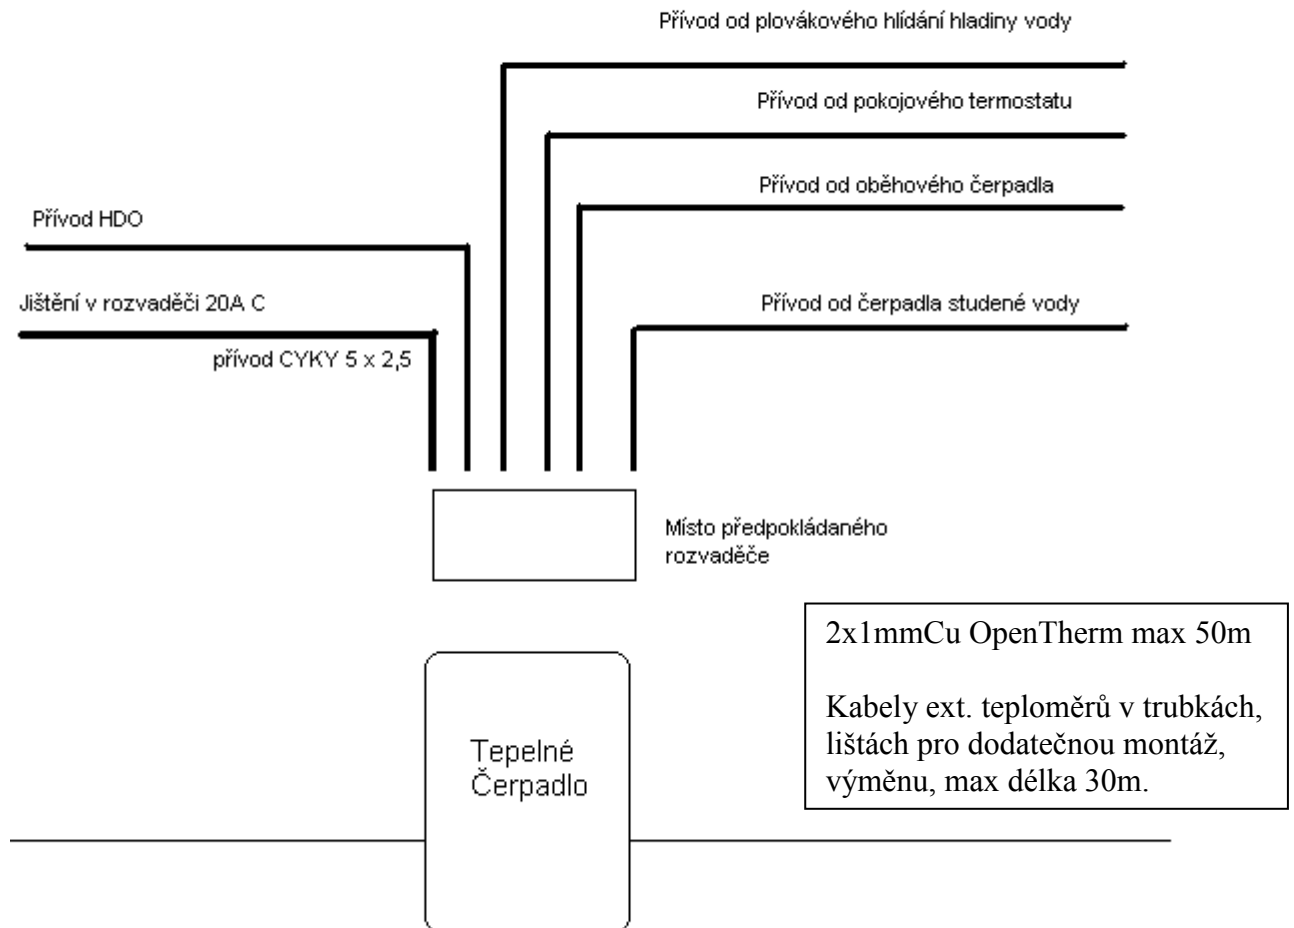 Přívod od plovákového hlídání hladiny vody
Přívod od pokojového termostatu
Přívod od oběhového čerpadla
Přívod HDO
Jištění v rozvaděči 20A C
přívod CYKY 5 x 2,5
Přívod od čerpadla studené vody
Místo předpokládaného
rozvaděče
2x1mmCu OpenTherm max 50m
Kabely ext. teploměrů v trubkách,
lištách pro dodatečnou montáž,
výměnu, max délka 30m.
Tepelné
Čerpadlo